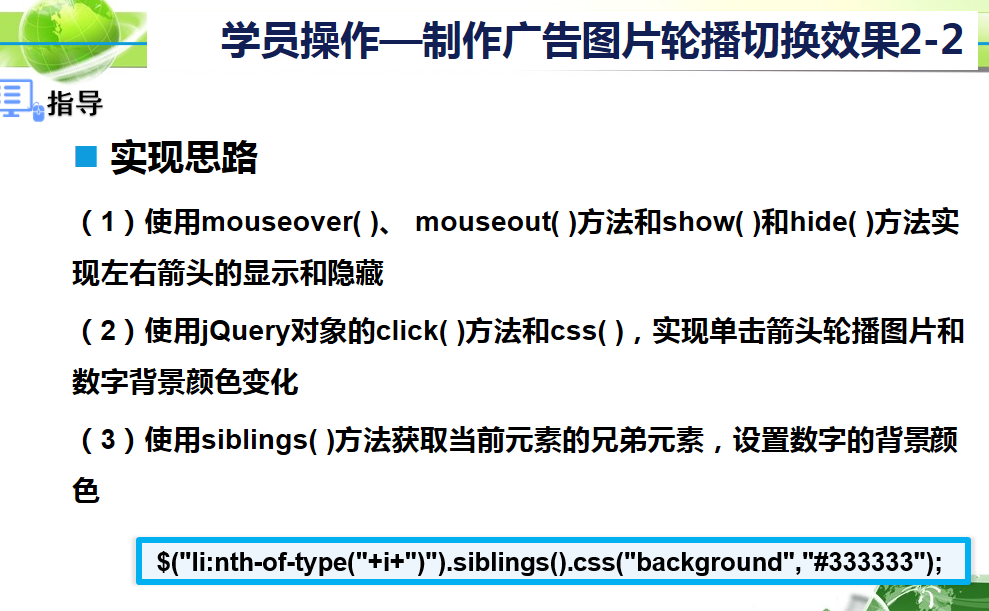 学员操作—制作广告图片轮播切换效果2-2
指导
实现思路
（1）使用mouseover( )、 mouseout( )方法和show( )和hide( )方法实
现左右箭头的显示和隐藏
（2）使用jQuery对象的click( )方法和css( )，实现单击箭头轮播图片和
数字背景颜色变化
（3）使用siblings( )方法获取当前元素的兄弟元素，设置数字的背景颜
色
$("li:nth-of-type("+i+")").siblings().css("background","#333333");